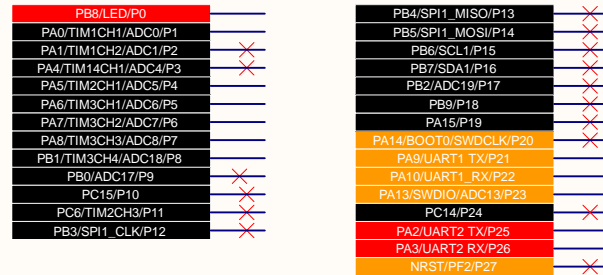 PB8/LED/P0
PA0/TIM1CH1/ADC0/P1
PA1/TIM1CH2/ADC1/P2
PA4/TIM14CH1/ADC4/P3
PA5/TIM2CH1/ADC5/P4
PA6/TIM3CH1/ADC6/P5
PA7/TIM3CH2/ADC7/P6
PA8/TIM3CH3/ADC8/P7
PB1/TIM3CH4/ADC18/P8
PB0/ADC17/P9
PC15/P10
PC6/TIM2CH3/P11
PB3/SPI1_CLK/P12
PB4/SPI1_MISO/P13
PB5/SPI1_MOSI/P14
PB6/SCL1/P15
PB7/SDA1/P16
PB2/ADC19/P17
PB9/P18
PA15/P19
PA14/BOOT0/SWDCLK/P20
PA9/UART1 TX/P21
PA10/UART1_RX/P22
PA13/SWDIO/ADC13/P23
PC14/P24
PA2/UART2 TX/P25
PA3/UART2 RX/P26
NRST/PF2/P27